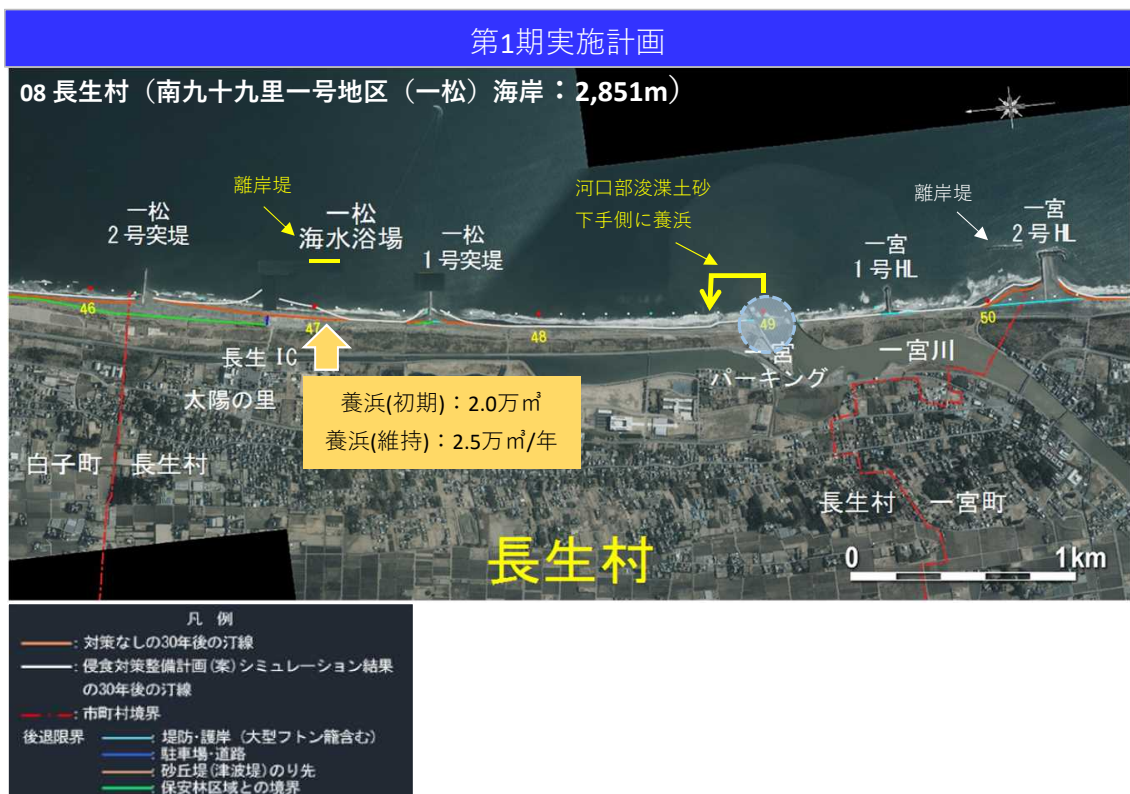 第1期実施計画
08 長生村（南九十九里一号地区（一松）海岸：2,851m）
離岸堤
一松
2号突堤
一松
海水浴場
一松
1号突堤
河口部浚渫土砂
下手側に養浜
離岸堤
一宮
1号HL
一宮
2号HL
46
47
48
49
50
長生IC
太陽の里
一宮
パーキング
一宮川
養浜(初期)：2.0万㎥
養浜(維持)：2.5万㎥/年
白子町
長生村
長生村
一宮町
長生村
0
1km
凡 例
: 対策なしの30年後の汀線
: 侵食対策整備計画(案)シミュレーション結果
の30年後の汀線
: 市町村境界
後退限界
: 堤防・護岸（大型フトン籠含む）
: 駐車場・道路
: 砂丘堤(津波堤)のり先
: 保安林区域との境界